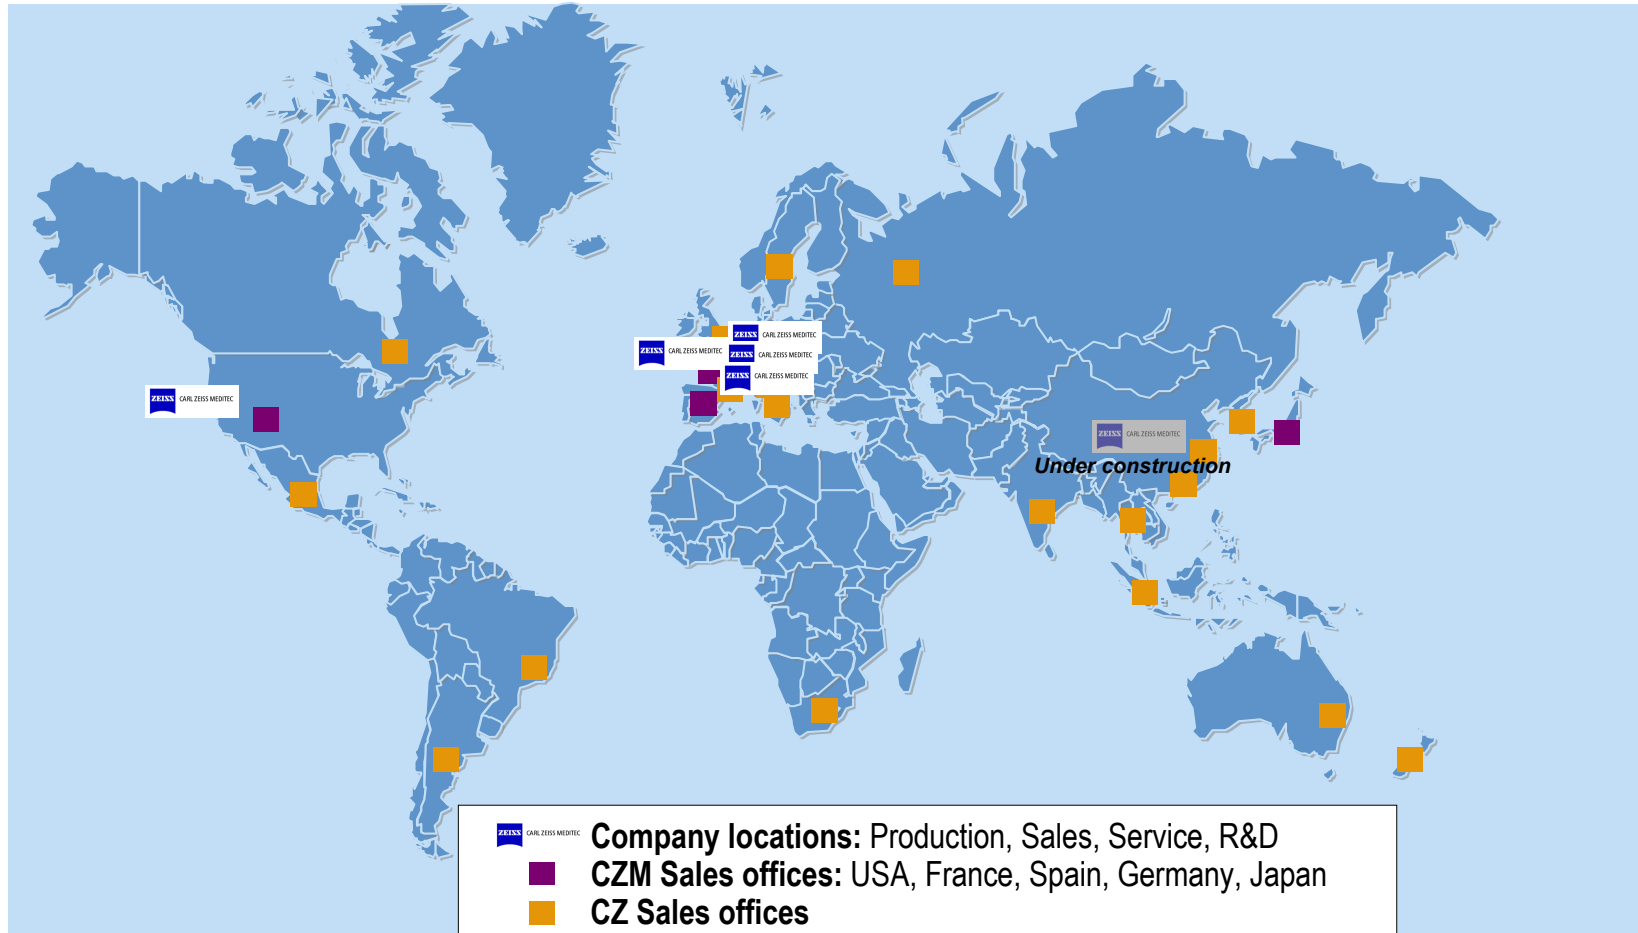 ZEISS CARL ZEISS MEDITEC
ZEISS CARL ZEISS MEDITEC
ZEISS CARL ZEISS MEDITEC
ZEISS CARL ZEISS MEDITEC
ZEISS CARL ZEISS MEDITEC
ZEISS CARL ZEISS MEDITEC
Under construction
ZEISS CARL ZEISS MEDITEC Company locations: Production, Sales, Service, R&D
CZM Sales offices: USA, France, Spain, Germany, Japan
CZ Sales offices